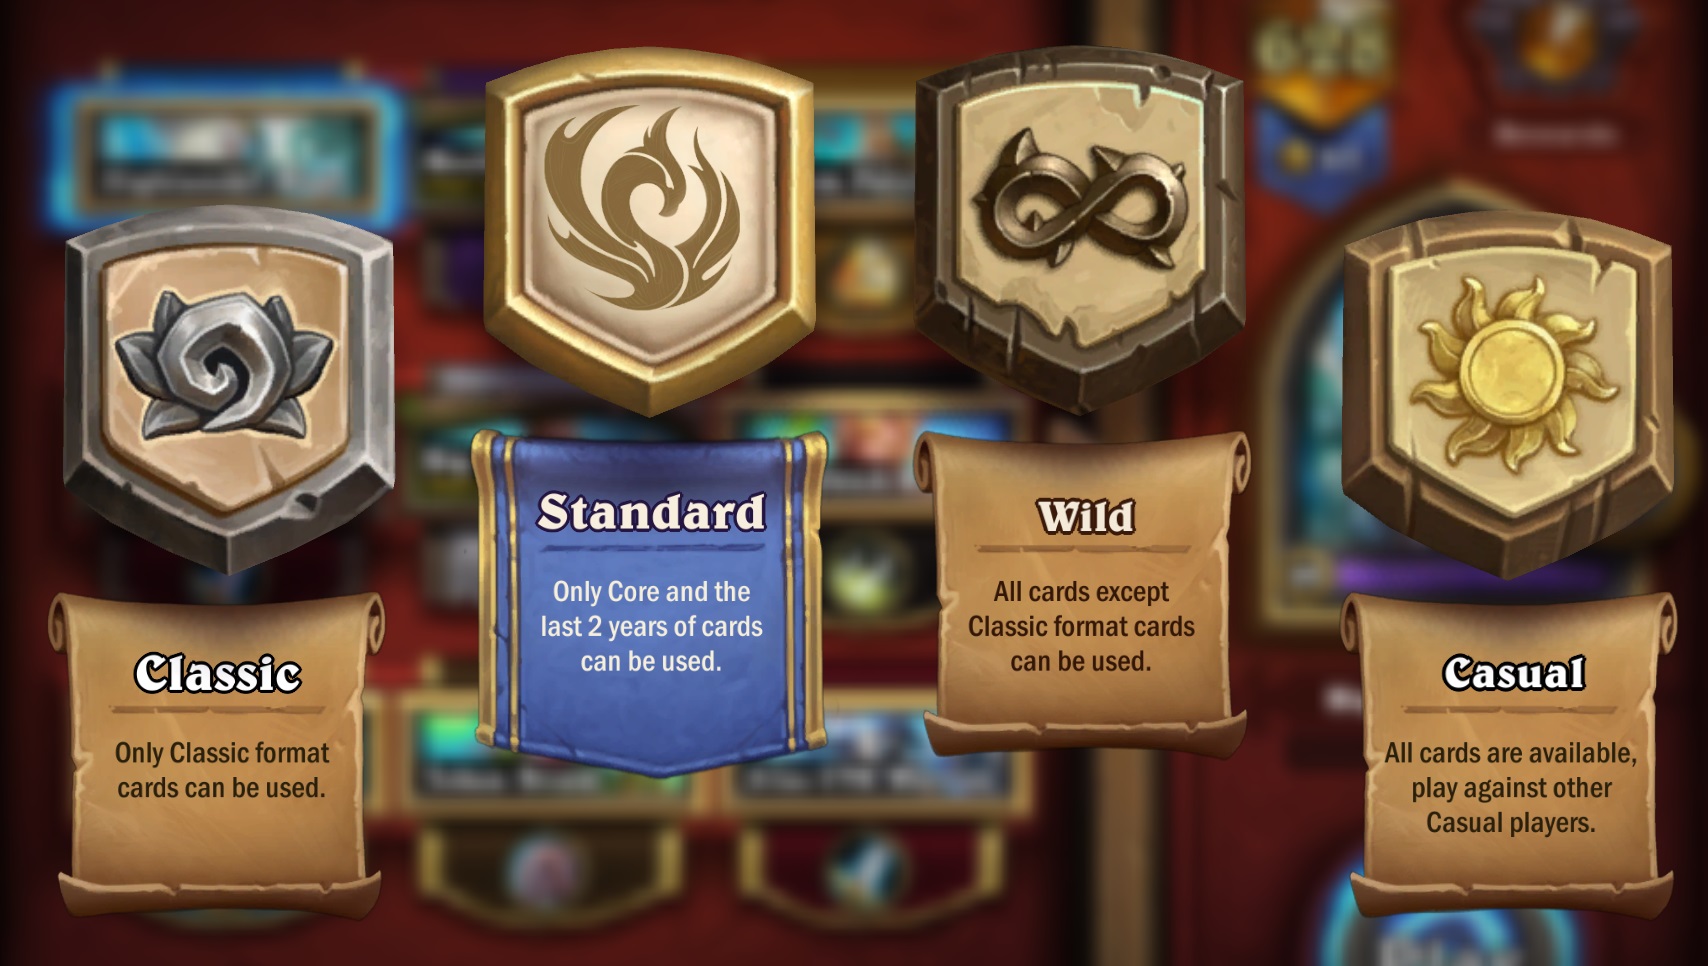 Classic
Only Classic format
cards can be used.
Standard
Only Core and the
last 2 years of cards
can be used.
Wild
All cards except
Classic format cards
can be used.
Casual
All cards are available,
play against other
Casual players.